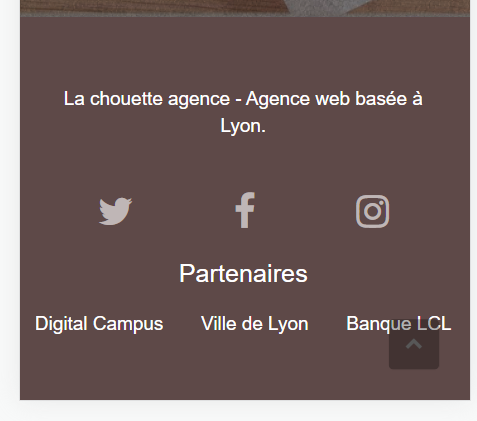 La chouette agence - Agence web basée à
Lyon.
Partenaires
Digital Campus Ville de Lyon Banque LCL